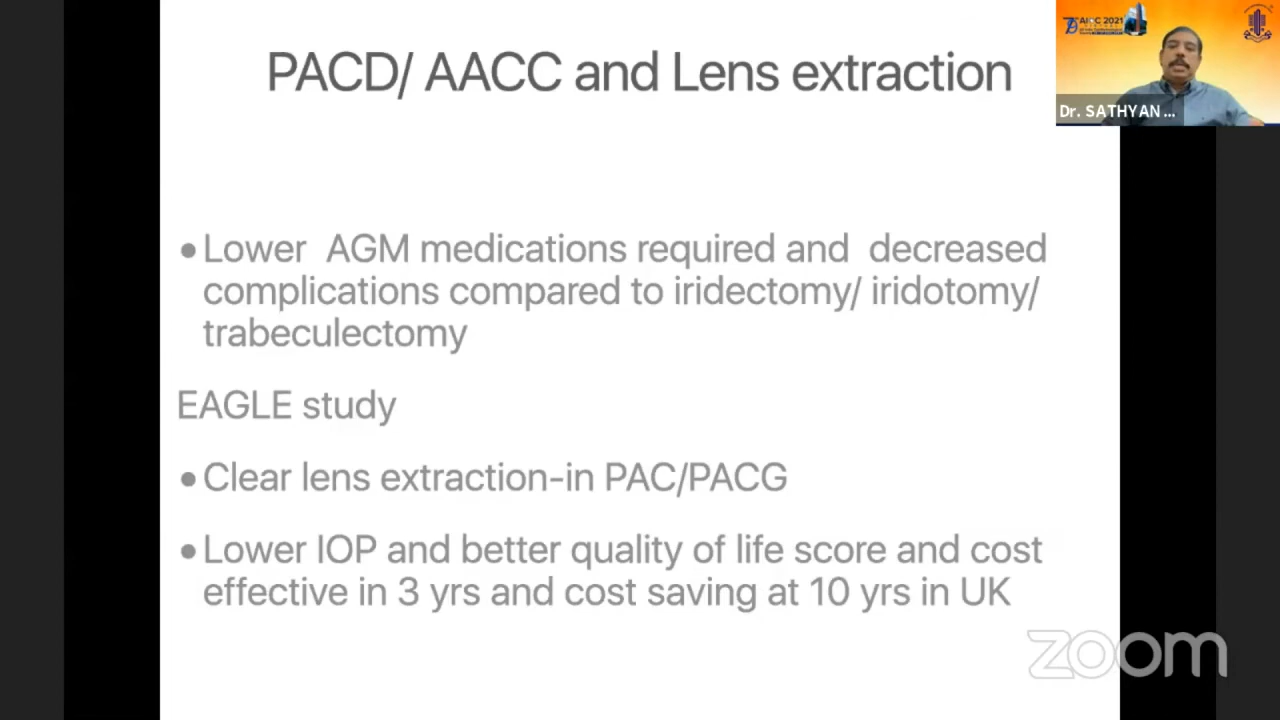 PACD/ AACC and Lens extraction
AIOC 2021
Dr. SATHYAN ...
• Lower AGM medications required and decreased
complications compared to iridectomy/ iridotomy/
trabeculectomy
EAGLE study
• Clear lens extraction-in PAC/PACG
• Lower IOP and better quality of life score and cost
effective in 3 yrs and cost saving at 10 yrs in UK
zoom